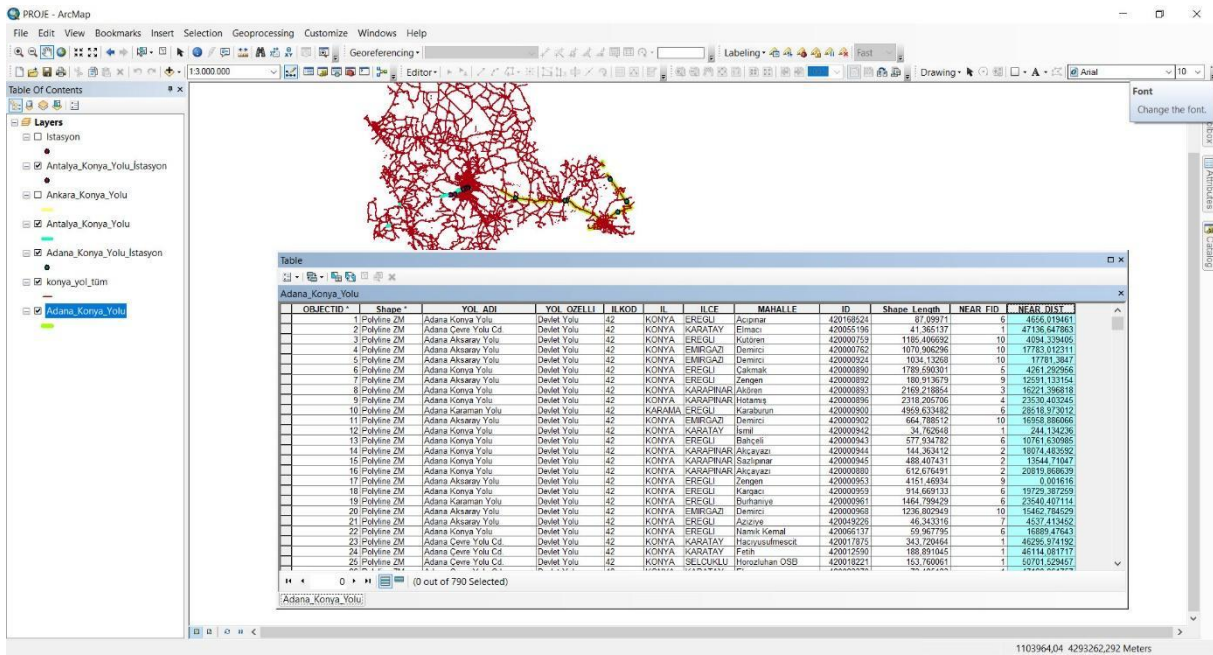 PROJE - ArcMap
File Edit View Bookmarks Insert Selection Geoprocessing Customize Windows Help
Georeferencing Labeling Fast
1:3.000.000 Editor Drawing Arial 10
Font
Change the font.
Table Of Contents
Layers
Istasyon
Antalya_Konya_Yolu_İstasyon
Ankara_Konya_Yolu
Antalya_Konya_Yolu
Adana_Konya_Yolu_İstasyon
konya_yol_tüm
Adana_Konya_Yolu
Attributes
Catalog
Table
Adana_Konya_Yolu
OBJECTID * Shape * YOL_ADI YOL_OZELLI ILKOD IL ILCE MAHALLE ID Shape_Length NEAR_FID NEAR_DIST
1 Polyline ZM Adana Konya Yolu Devlet Yolu 42 KONYA EREGLI Acıpınar 420168524 87,09971 6 4656,019461
2 Polyline ZM Adana Çevre Yolu Cd. Devlet Yolu 42 KONYA KARATAY Elmacı 420055196 41,365137 1 47136,647863
3 Polyline ZM Adana Aksaray Yolu Devlet Yolu 42 KONYA EREGLI Kutören 420000759 1185,406692 10 4094,339405
4 Polyline ZM Adana Aksaray Yolu Devlet Yolu 42 KONYA EMIRGAZI Demirci 420000762 1070,906296 10 17783,012311
5 Polyline ZM Adana Aksaray Yolu Devlet Yolu 42 KONYA EMIRGAZI Demirci 420000924 1034,13268 10 17781,3847
6 Polyline ZM Adana Konya Yolu Devlet Yolu 42 KONYA EREGLI Çakmak 420000890 1789,590301 5 4261,292956
7 Polyline ZM Adana Aksaray Yolu Devlet Yolu 42 KONYA EREGLI Zengen 420000892 180,913679 9 12591,133154
8 Polyline ZM Adana Konya Yolu Devlet Yolu 42 KONYA KARAPINAR Akören 420000895 2169,218854 3 16221,396818
9 Polyline ZM Adana Konya Yolu Devlet Yolu 42 KONYA KARAPINAR Hotamış 420000896 2318,205706 4 23530,403245
10 Polyline ZM Adana Karaman Yolu Devlet Yolu 42 KARAMA EREGLI Karaburun 420000900 4959,633482 6 28518,973012
11 Polyline ZM Adana Aksaray Yolu Devlet Yolu 42 KONYA EMIRGAZI Demirci 420000902 664,788512 10 16958,886066
12 Polyline ZM Adana Konya Yolu Devlet Yolu 42 KONYA KARATAY İsmil 420000942 34,762648 1 244,134236
13 Polyline ZM Adana Konya Yolu Devlet Yolu 42 KONYA EREGLI Bahçeli 420000943 577,934782 6 10761,630985
14 Polyline ZM Adana Konya Yolu Devlet Yolu 42 KONYA KARAPINAR Akçayazı 420000944 144,363412 2 18074,483592
15 Polyline ZM Adana Konya Yolu Devlet Yolu 42 KONYA KARAPINAR Sazlıpınar 420000945 488,407431 2 13544,71047
16 Polyline ZM Adana Konya Yolu Devlet Yolu 42 KONYA KARAPINAR Akçayazı 420000880 612,676491 2 20819,868639
17 Polyline ZM Adana Aksaray Yolu Devlet Yolu 42 KONYA EREGLI Zengen 420000953 4151,46934 9 0,001616
18 Polyline ZM Adana Konya Yolu Devlet Yolu 42 KONYA EREGLI Kargacı 420000959 914,669133 6 19729,387259
19 Polyline ZM Adana Karaman Yolu Devlet Yolu 42 KONYA EREGLI Burhaniye 420000961 1464,799429 6 23540,407114
20 Polyline ZM Adana Aksaray Yolu Devlet Yolu 42 KONYA EMIRGAZI Demirci 420000968 1236,802949 10 15462,784529
21 Polyline ZM Adana Aksaray Yolu Devlet Yolu 42 KONYA EREGLI Aziziye 420049226 46,343316 7 4537,413452
22 Polyline ZM Adana Konya Yolu Devlet Yolu 42 KONYA EREGLI Namik Kemal 420066137 59,967795 6 16889,47643
23 Polyline ZM Adana Çevre Yolu Cd. Devlet Yolu 42 KONYA KARATAY Hacıyusufmescit 420017875 343,720464 1 46295,974192
24 Polyline ZM Adana Çevre Yolu Cd. Devlet Yolu 42 KONYA KARATAY Fetih 420012590 188,891045 1 46114,081717
25 Polyline ZM Adana Çevre Yolu Cd. Devlet Yolu 42 KONYA SELCUKLU Horozluhan OSB 420018221 153,760061 1 50701,529457
0 (0 out of 790 Selected)
Adana_Konya_Yolu
1103964,04 4293262,292 Meters